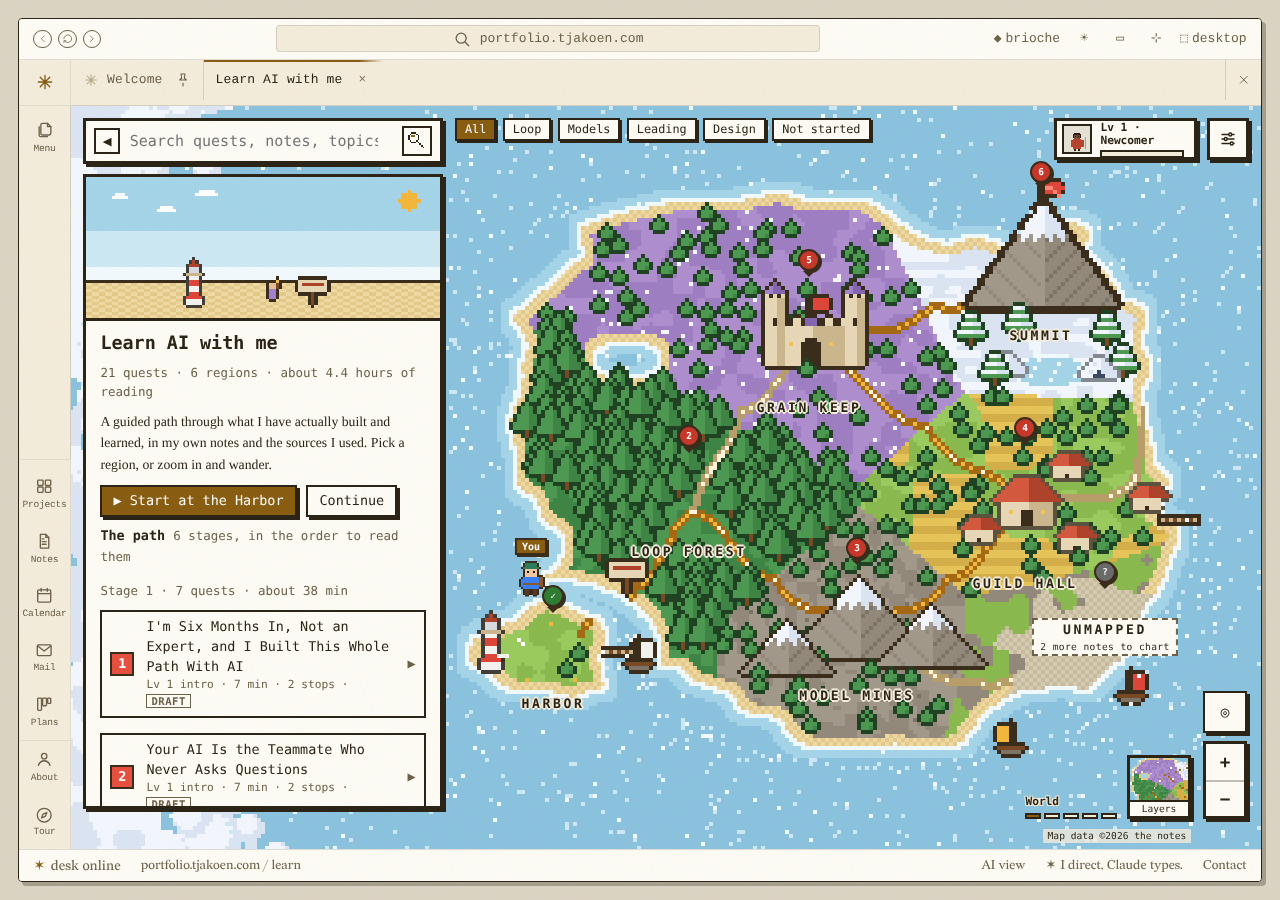 portfolio.tjakoen.com
brioche
desktop
Welcome
Learn AI with me
Menu
Projects
Notes
Calendar
Mail
Plans
About
Tour
Search quests, notes, topics
All
Loop
Models
Leading
Design
Not started
Lv 1 ·
Newcomer
Learn AI with me
21 quests · 6 regions · about 4.4 hours of
reading
A guided path through what I have actually built and
learned, in my own notes and the sources I used. Pick a
region, or zoom in and wander.
▶ Start at the Harbor
Continue
The path 6 stages, in the order to read
them
Stage 1 · 7 quests · about 38 min
1
I'm Six Months In, Not an
Expert, and I Built This Whole
Path With AI
Lv 1 intro · 7 min · 2 stops ·
DRAFT
2
Your AI Is the Teammate Who
Never Asks Questions
Lv 1 intro · 7 min · 2 stops ·
DRAFT
6
5
SUMMIT
GRAIN KEEP
2
4
You
LOOP FOREST
3
?
GUILD HALL
UNMAPPED
2 more notes to chart
MODEL MINES
HARBOR
World
Layers
+
−
Map data ©2026 the notes
desk online
portfolio.tjakoen.com / learn
AI view
I direct. Claude types.
Contact